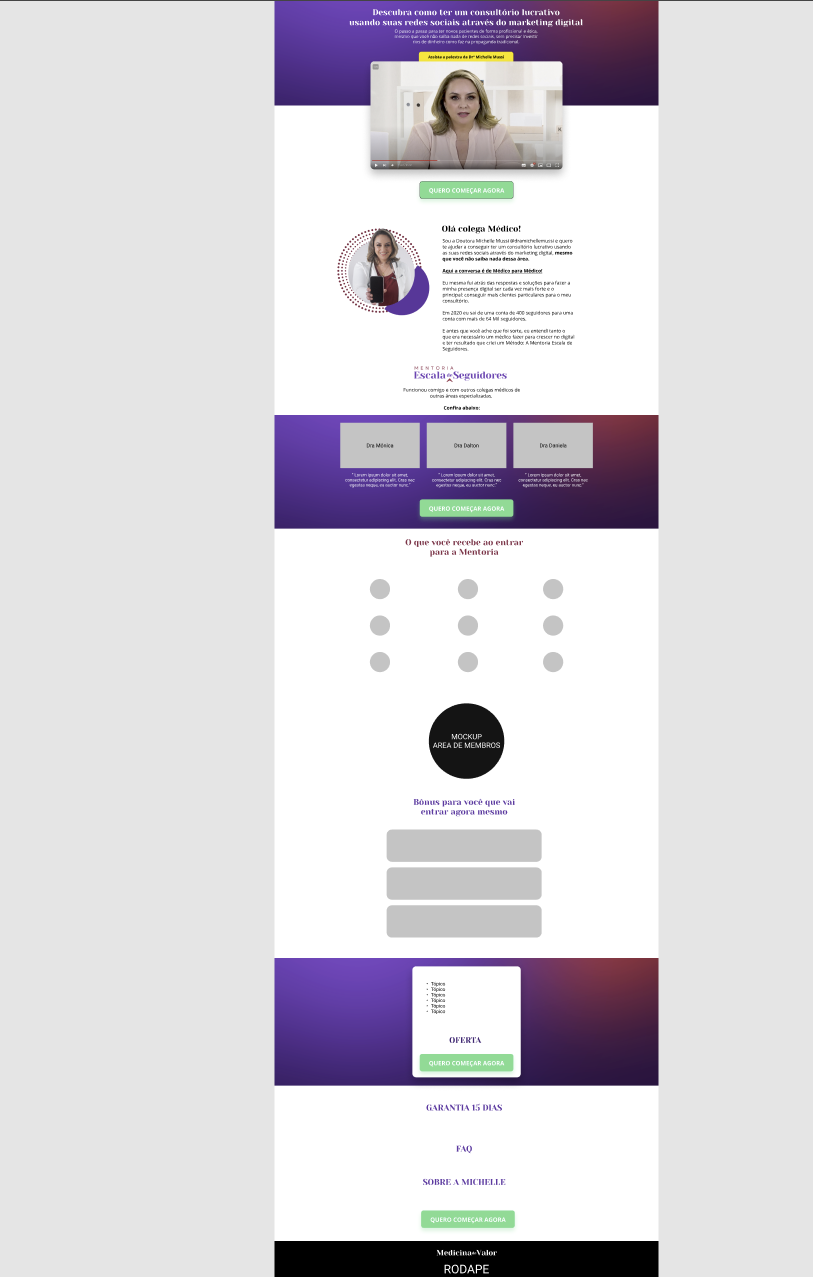 Descubra como ter um consultório lucrativo
usando suas redes sociais através do marketing digital
O passo a passo para ter novos pacientes de forma profissional e ética,
mesmo que você não saiba nada de redes sociais, sem precisar investir
rios de dinheiro como faz na propaganda tradicional.
Assista a palestra da Drª Michelle Mussi
QUERO COMEÇAR AGORA
Olá colega Médico!
Sou a Doutora Michelle Mussi @dramichellemussi e quero
te ajudar a conseguir ter um consultório lucrativo usando
as suas redes sociais através do marketing digital, mesmo
que você não saiba nada dessa área.
Aqui a conversa é de Médico para Médico!
Eu mesma fui atrás das respostas e soluções para fazer a
minha presença digital ser cada vez mais forte e o
principal: conseguir mais clientes particulares para o meu
consultório.
Em 2020 eu saí de uma conta de 400 seguidores para uma
conta com mais de 64 Mil seguidores.
E antes que você ache que foi sorte, eu entendi tanto o
que era necessário um médico fazer para crescer no digital
e ter resultado que criei um Método: A Mentoria Escala de
Seguidores.
MENTORIA
Escala de Seguidores
Funcionou comigo e com outros colegas médicos de
outras áreas especializadas.
Confira abaixo:
Dra Mônica
Dra Dalton
Dra Daniela
" Lorem ipsum dolor sit amet,
consectetur adipiscing elit. Cras nec
egestas neque, eu auctor nunc."
" Lorem ipsum dolor sit amet,
consectetur adipiscing elit. Cras nec
egestas neque, eu auctor nunc."
" Lorem ipsum dolor sit amet,
consectetur adipiscing elit. Cras nec
egestas neque, eu auctor nunc."
QUERO COMEÇAR AGORA
O que você recebe ao entrar
para a Mentoria
MOCKUP
AREA DE MEMBROS
Bônus para você que vai
entrar agora mesmo
• Tópico
• Tópico
• Tópico
• Tópico
• Tópico
• Tópico
OFERTA
QUERO COMEÇAR AGORA
GARANTIA 15 DIAS
FAQ
SOBRE A MICHELLE
QUERO COMEÇAR AGORA
Medicina de Valor
RODAPE